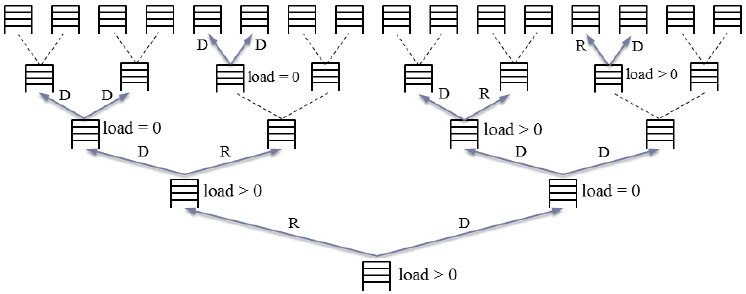 D D R D
load = 0 load > 0
D D D R
load = 0 load > 0
D R D D
load > 0 load = 0
R D
load > 0